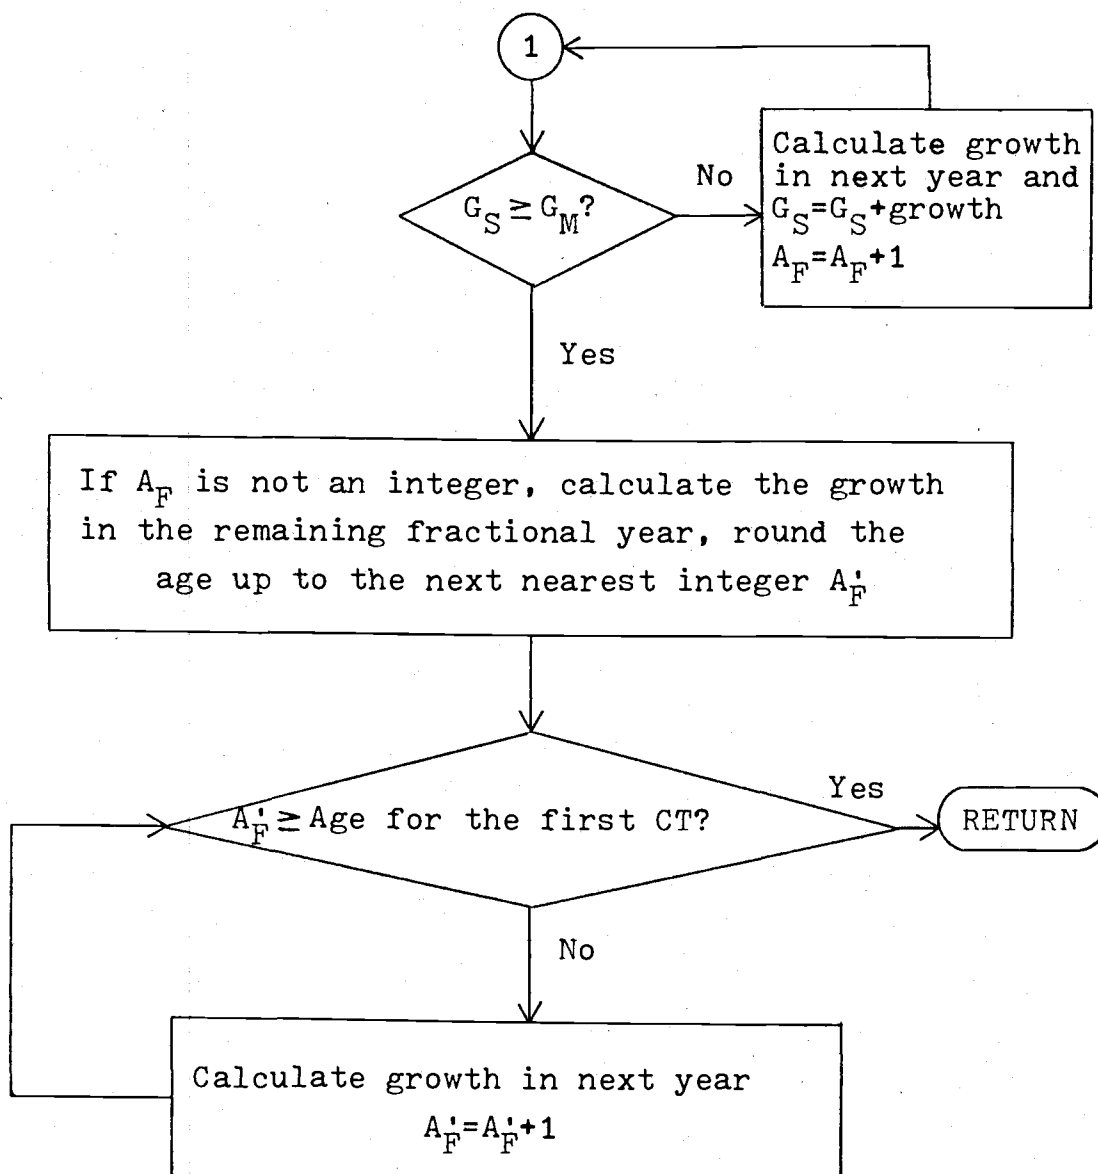 1
G_S ≥ G_M?
No
Calculate growth
in next year and
G_S=G_S+growth
A_F=A_F+1
Yes
If A_F is not an integer, calculate the growth
in the remaining fractional year, round the
age up to the next nearest integer A'_F
A'_F ≥ Age for the first CT?
Yes
RETURN
No
Calculate growth in next year
A'_F=A'_F+1